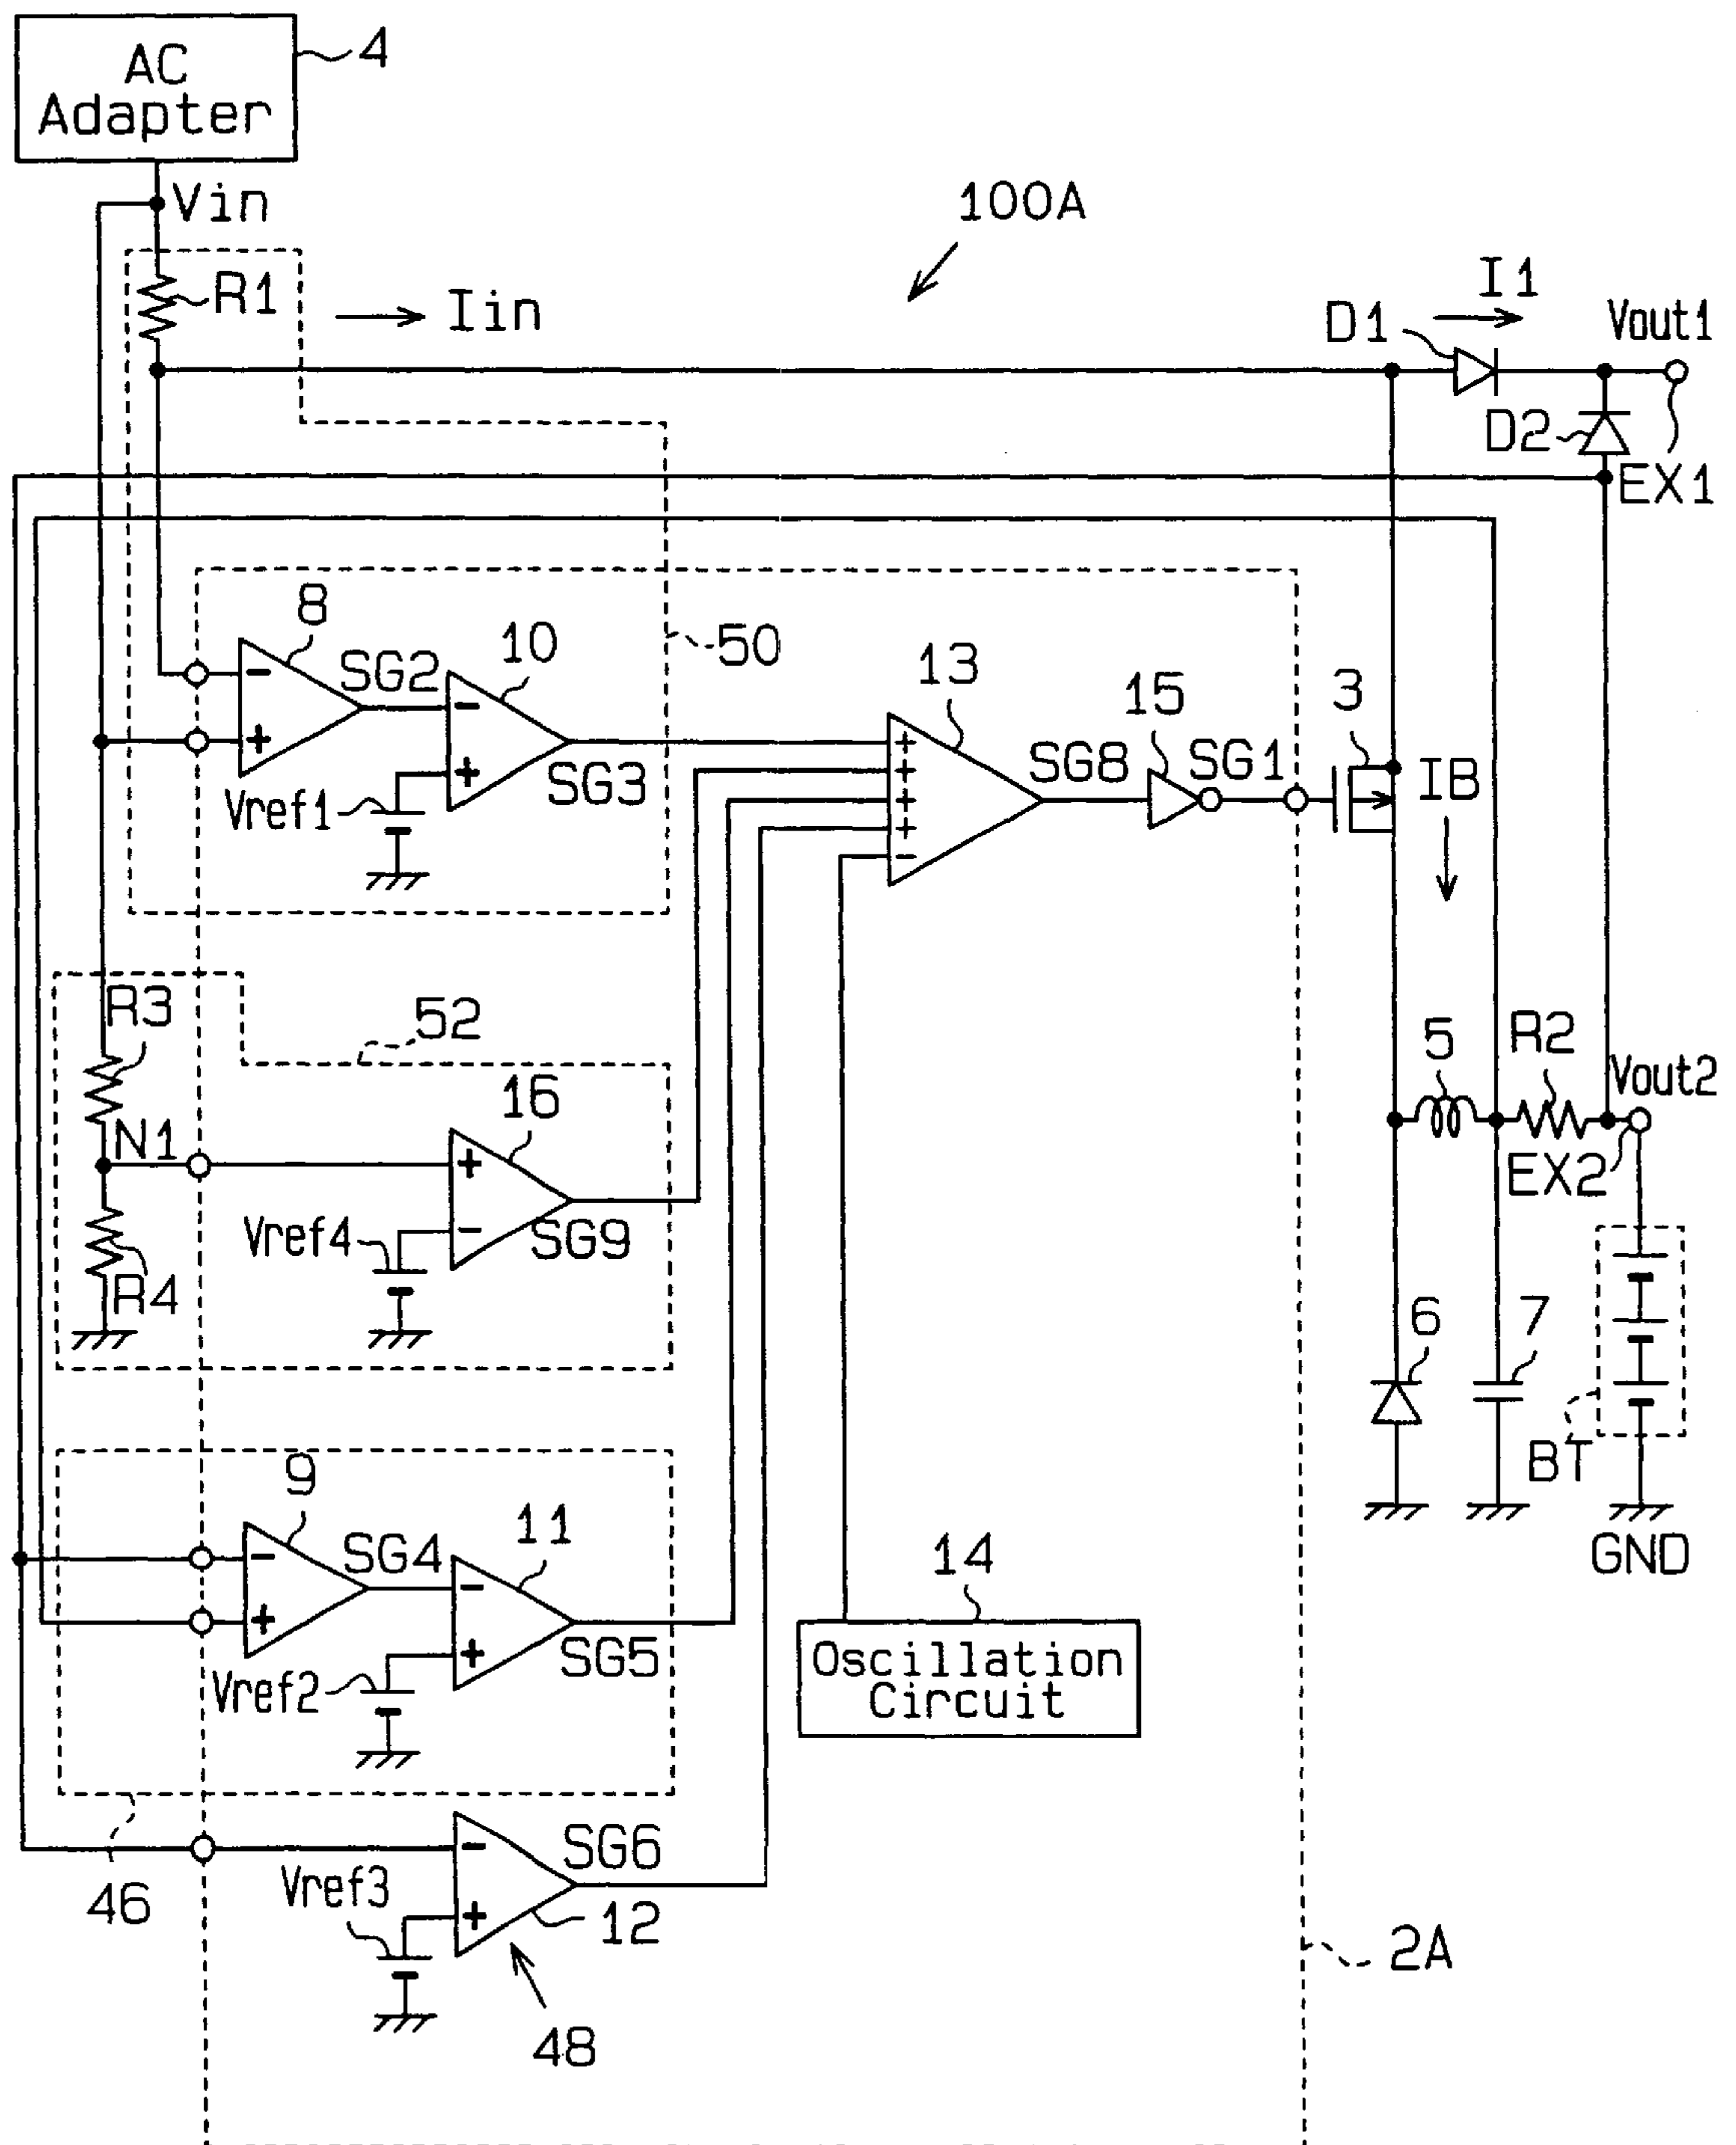 AC
Adapter
4
Vin
100A
R1
Iin
I1
D1
Vout1
D2
EX1
8
SG2
10
50
13
15
3
+
-
SG3
SG8
SG1
IB
Vref1
R3
52
5
R2
Vout2
N1
16
EX2
Vref4
SG9
R4
6
7
9
BT
SG4
11
14
GND
Oscillation
Circuit
SG5
Vref2
SG6
Vref3
46
12
2A
48